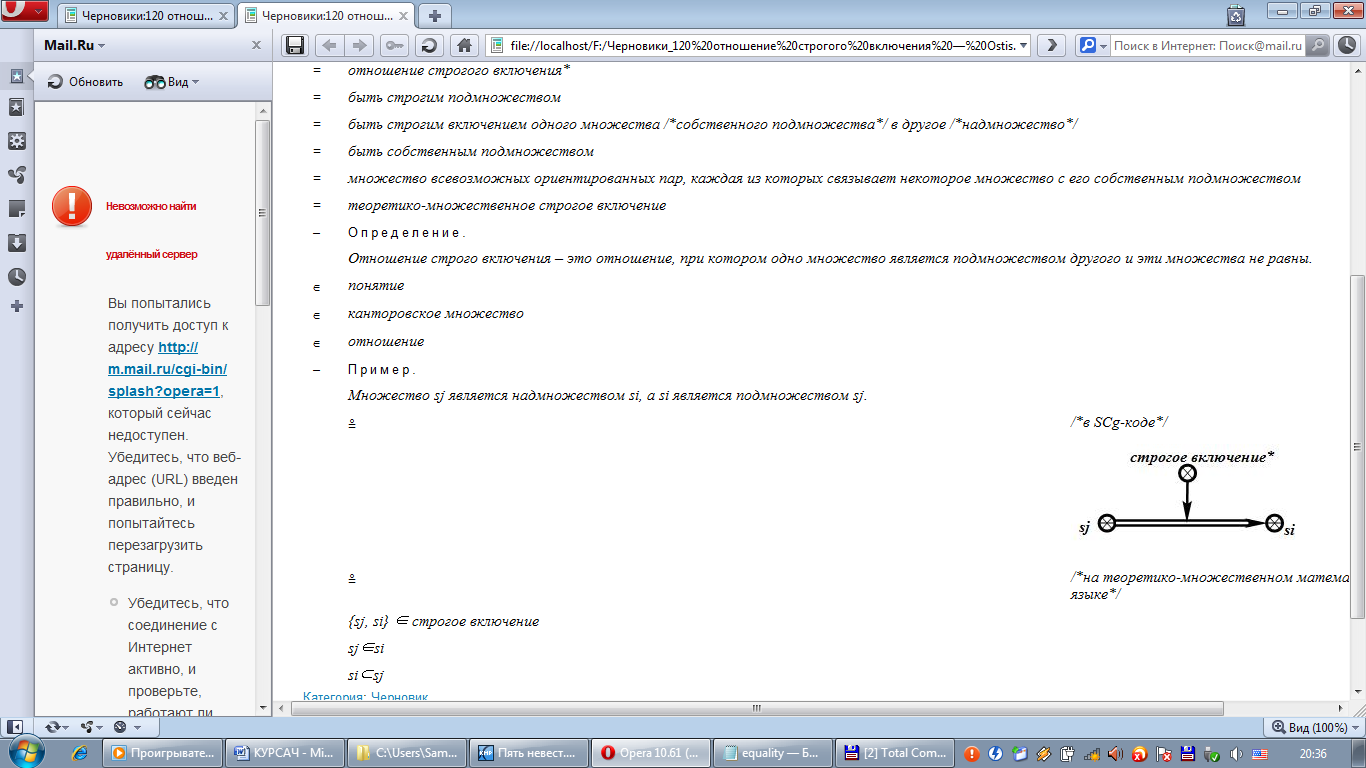 Черновики:120 отнош...
Черновики:120 отнош...
Mail.Ru
file://localhost/F:/Черновики_120%20отношение%20строгого%20включения%20—%20Ostis.
Поиск в Интернет: Поиск@mail.ru
Обновить
Вид
Невозможно найти
удалённый сервер
Вы попытались
получить доступ к
адресу http://
m.mail.ru/cgi-bin/
splash?opera=1,
который сейчас
недоступен.
Убедитесь, что веб-
адрес (URL) введен
правильно, и
попытайтесь
перезагрузить
страницу.
Убедитесь, что
соединение с
Интернет
активно, и
проверьте,
работают ли
= отношение строгого включения*
= быть строгим подмножеством
= быть строгим включением одного множества /*собственного подмножества*/ в другое /*надмножество*/
= быть собственным подмножеством
= множество всевозможных ориентированных пар, каждая из которых связывает некоторое множество с его собственным подмножеством
= теоретико-множественное строгое включение
– Определение.
Отношение строго включения – это отношение, при котором одно множество является подмножеством другого и эти множества не равны.
∈ понятие
∈ канторовское множество
∈ отношение
– Пример.
Множество sj является надмножеством si, а si является подмножеством sj.
/*в SCg-коде*/
строгое включение*
sj
si
/*на теоретико-множественном матема
языке*/
{sj, si} ∈ строгое включение
sj ∈ si
si ⊂ sj
Категория: Черновик
Вид (100%)
Проигрывате...
КУРСАЧ - Mi...
C:\Users\Sam...
Пять невест....
Opera 10.61 (...
equality — Б...
[2] Total Com...
20:36